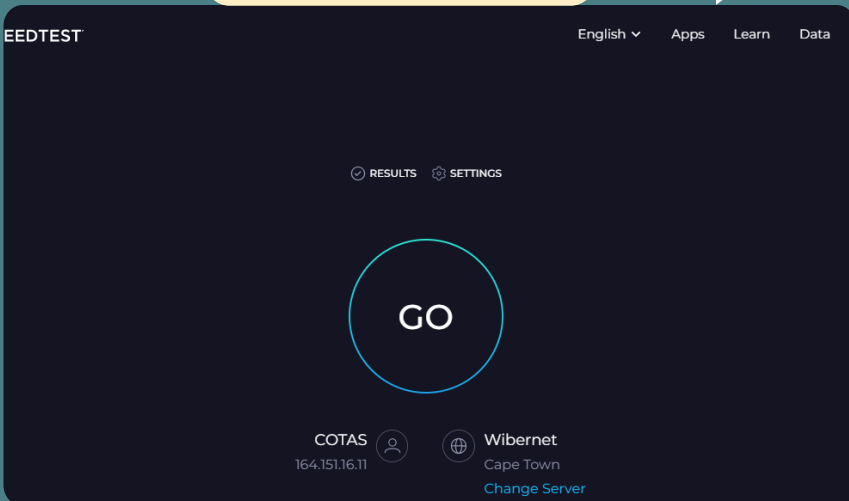 EEDTEST
English Apps Learn Data
RESULTS SETTINGS
GO
COTAS Wibernet
164.151.16.11 Cape Town
Change Server